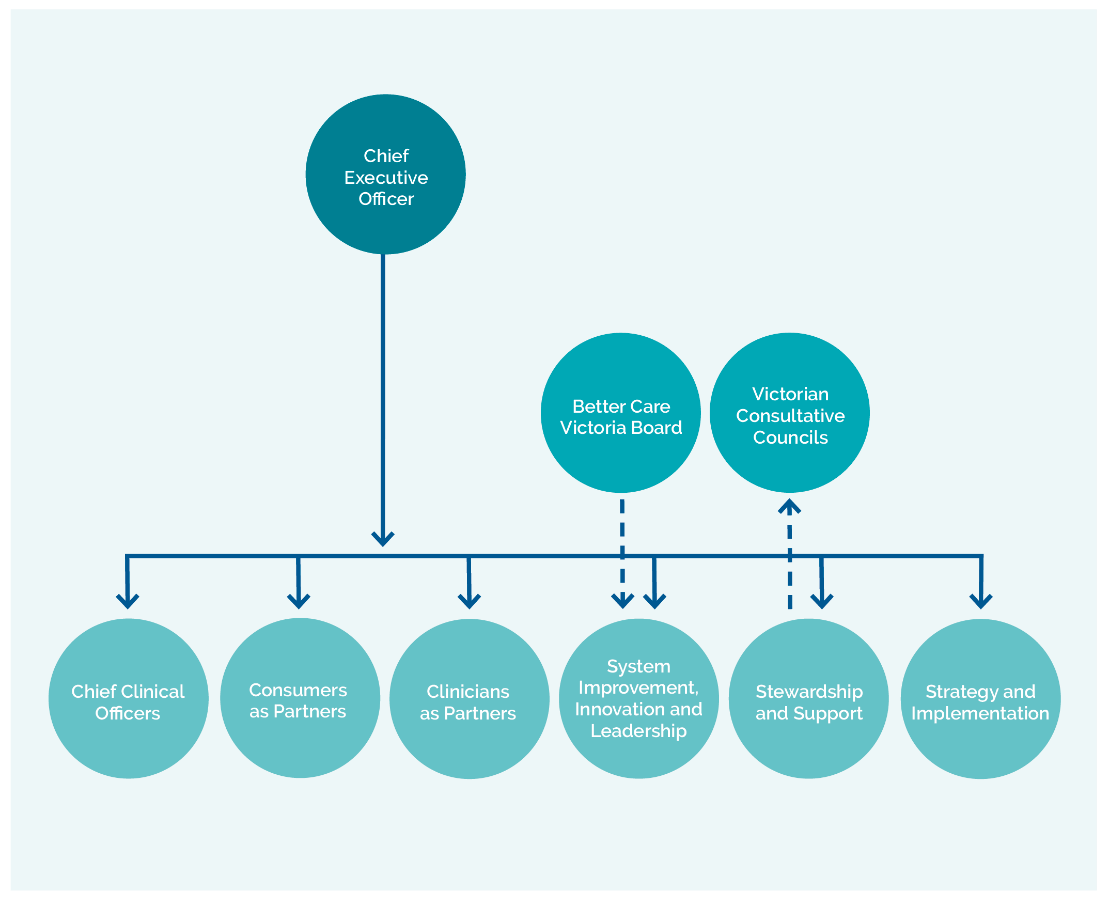 Chief
Executive
Officer
Better Care
Victoria Board
Victorian
Consultative
Councils
Chief Clinical
Officers
Consumers
as Partners
Clinicians
as Partners
System
Improvement,
Innovation and
Leadership
Stewardship
and Support
Strategy and
Implementation